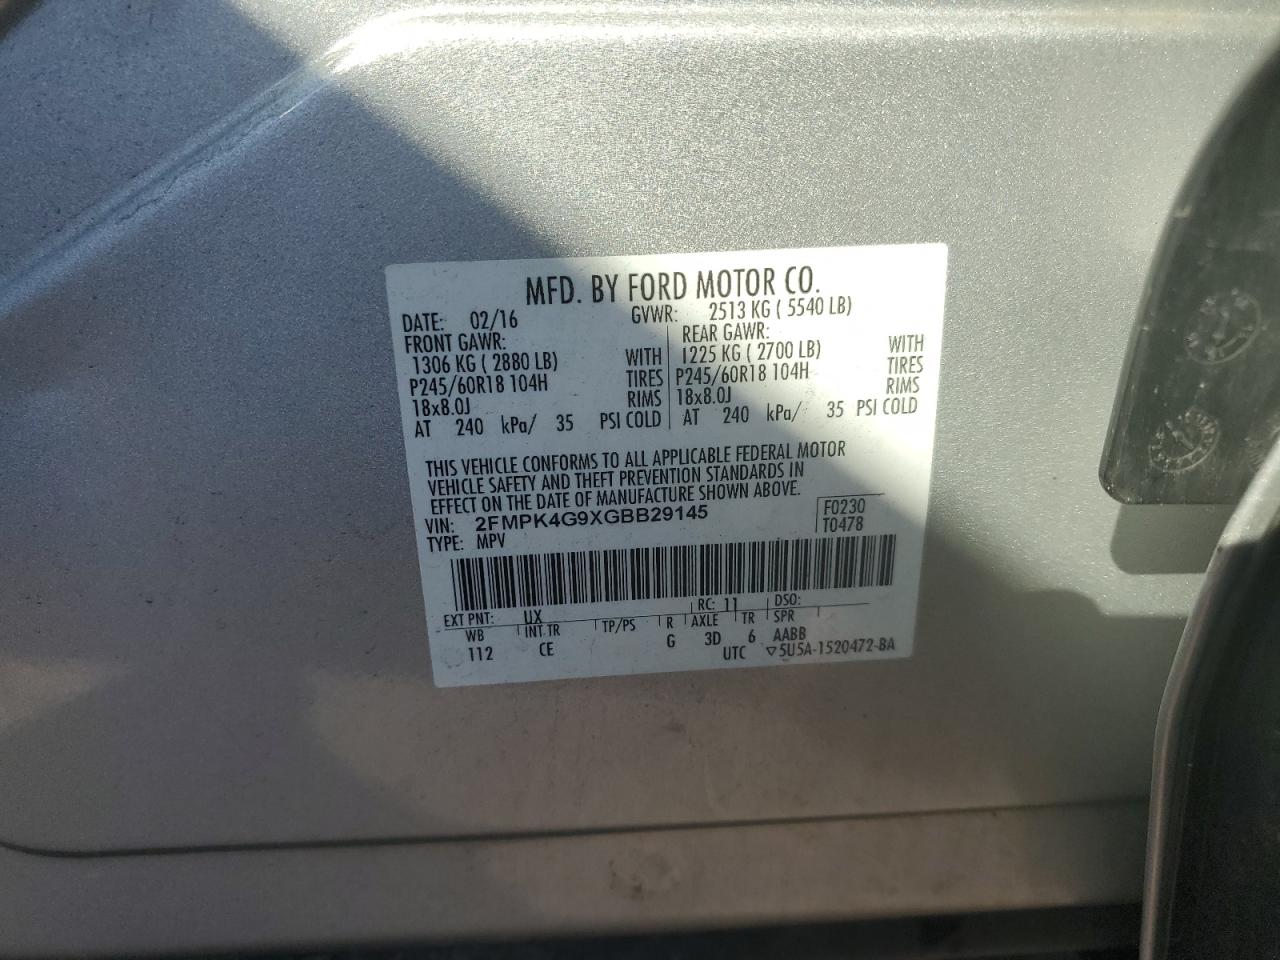 MFD. BY FORD MOTOR CO.
DATE: 02/16 GVWR: 2513 KG ( 5540 LB)
FRONT GAWR: REAR GAWR:
1306 KG ( 2880 LB) WITH 1225 KG ( 2700 LB) WITH
P245/60R18 104H TIRES P245/60R18 104H TIRES
18x8.0J RIMS 18x8.0J RIMS
AT 240 kPa/ 35 PSI COLD AT 240 kPa/ 35 PSI COLD
THIS VEHICLE CONFORMS TO ALL APPLICABLE FEDERAL MOTOR
VEHICLE SAFETY AND THEFT PREVENTION STANDARDS IN
EFFECT ON THE DATE OF MANUFACTURE SHOWN ABOVE.
VIN: 2FMPK4G9XGBB29145 F0230
TYPE: MPV T0478
EXT PNT: UX RC: 11 DSO:
WB INT TR TP/PS R AXLE TR SPR
112 CE G 3D 6 AABB
UTC ▽5U5A-1520472-BA